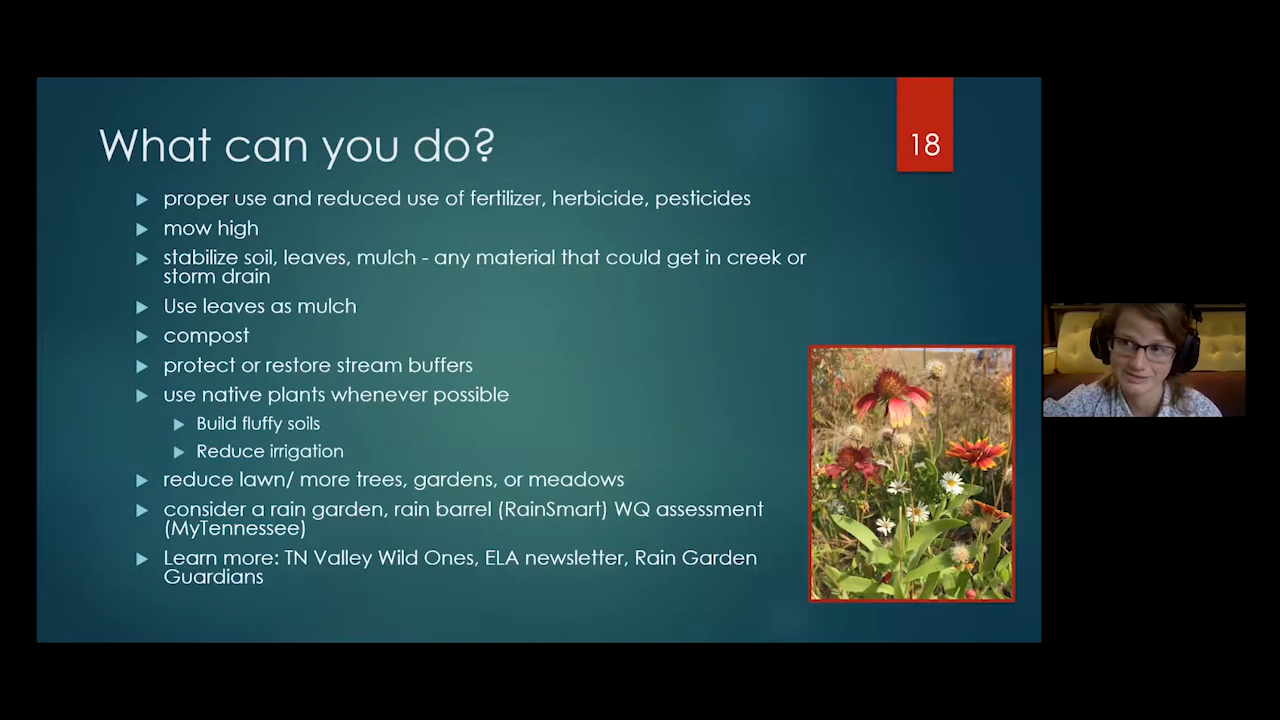 What can you do?
18
proper use and reduced use of fertilizer, herbicide, pesticides
mow high
stabilize soil, leaves, mulch - any material that could get in creek or
storm drain
Use leaves as mulch
compost
protect or restore stream buffers
use native plants whenever possible
Build fluffy soils
Reduce irrigation
reduce lawn/ more trees, gardens, or meadows
consider a rain garden, rain barrel (RainSmart) WQ assessment
(MyTennessee)
Learn more: TN Valley Wild Ones, ELA newsletter, Rain Garden
Guardians